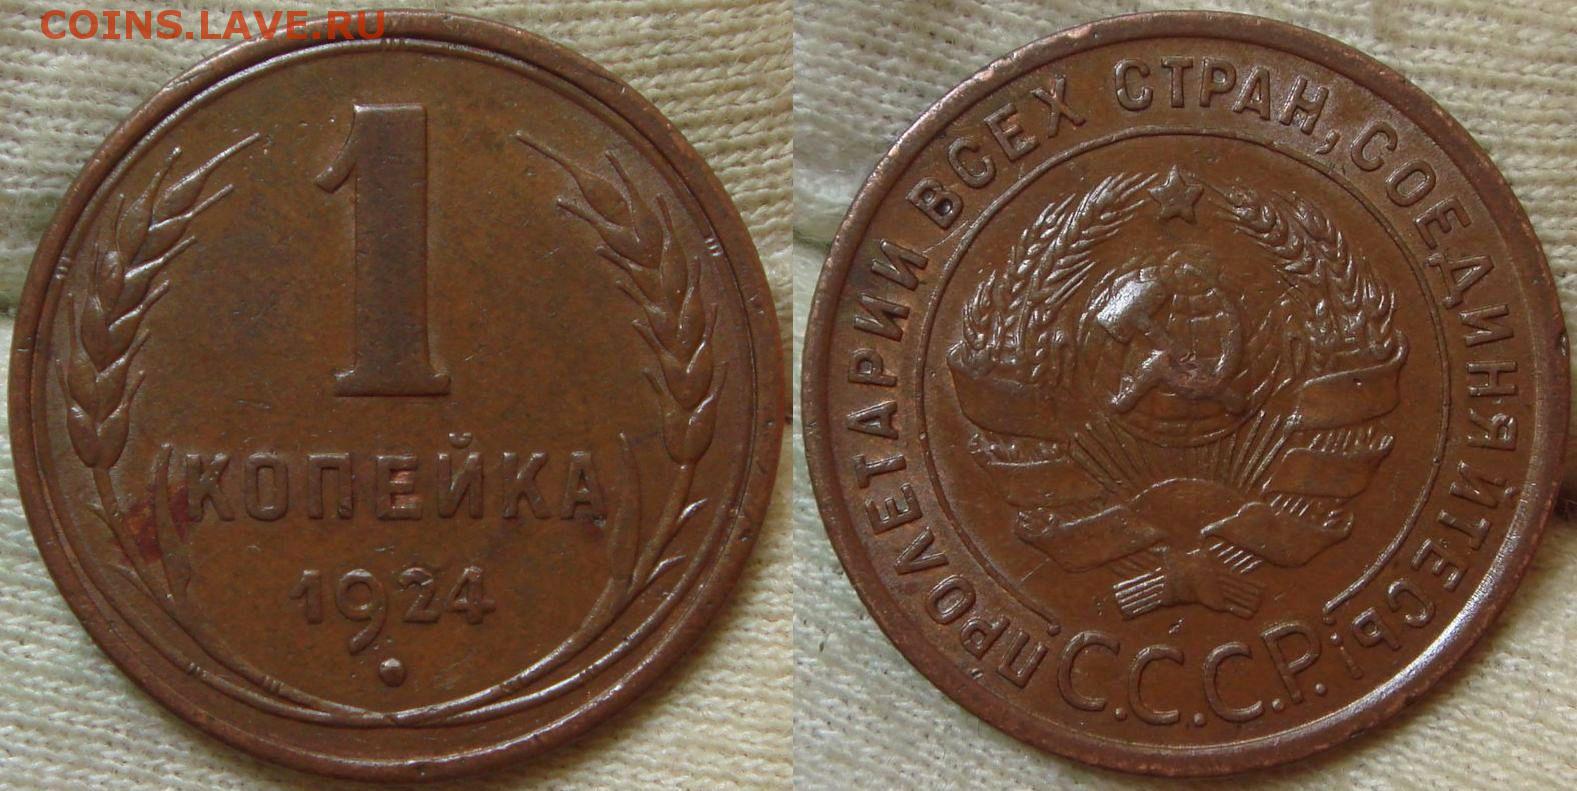 COINS.LAVE.RU
1
КОПЕЙКА
1924
ПРОЛЕТАРИИ ВСЕХ СТРАН, СОЕДИНЯЙТЕСЬ!
С.С.С.Р.